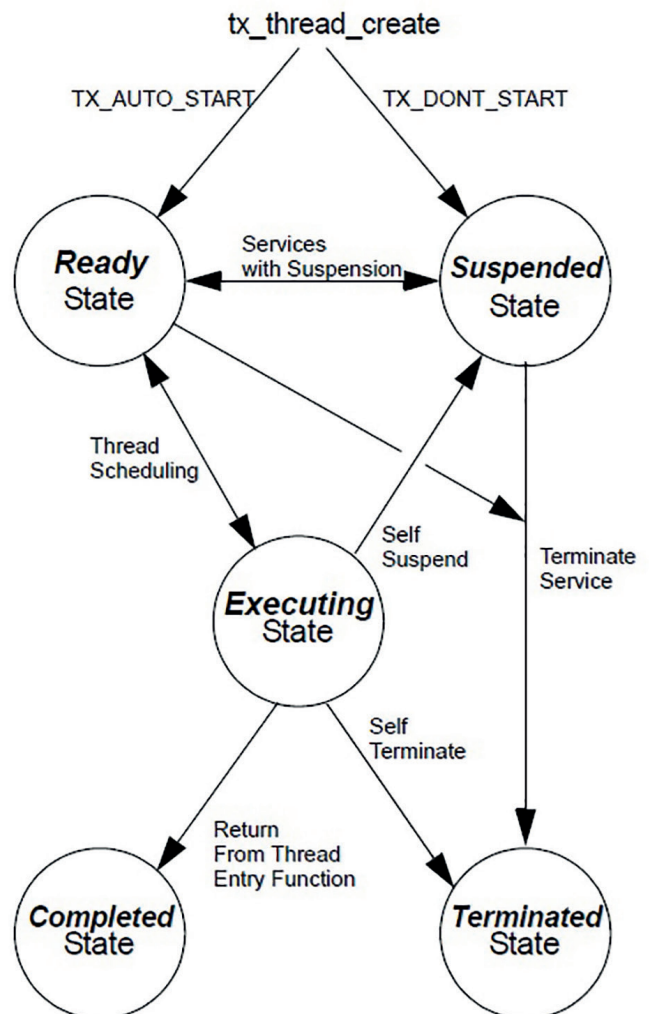 tx_thread_create
TX_AUTO_START
TX_DONT_START
Ready
State
Services
with Suspension
Suspended
State
Thread
Scheduling
Self
Suspend
Terminate
Service
Executing
State
Self
Terminate
Return
From Thread
Entry Function
Completed
State
Terminated
State